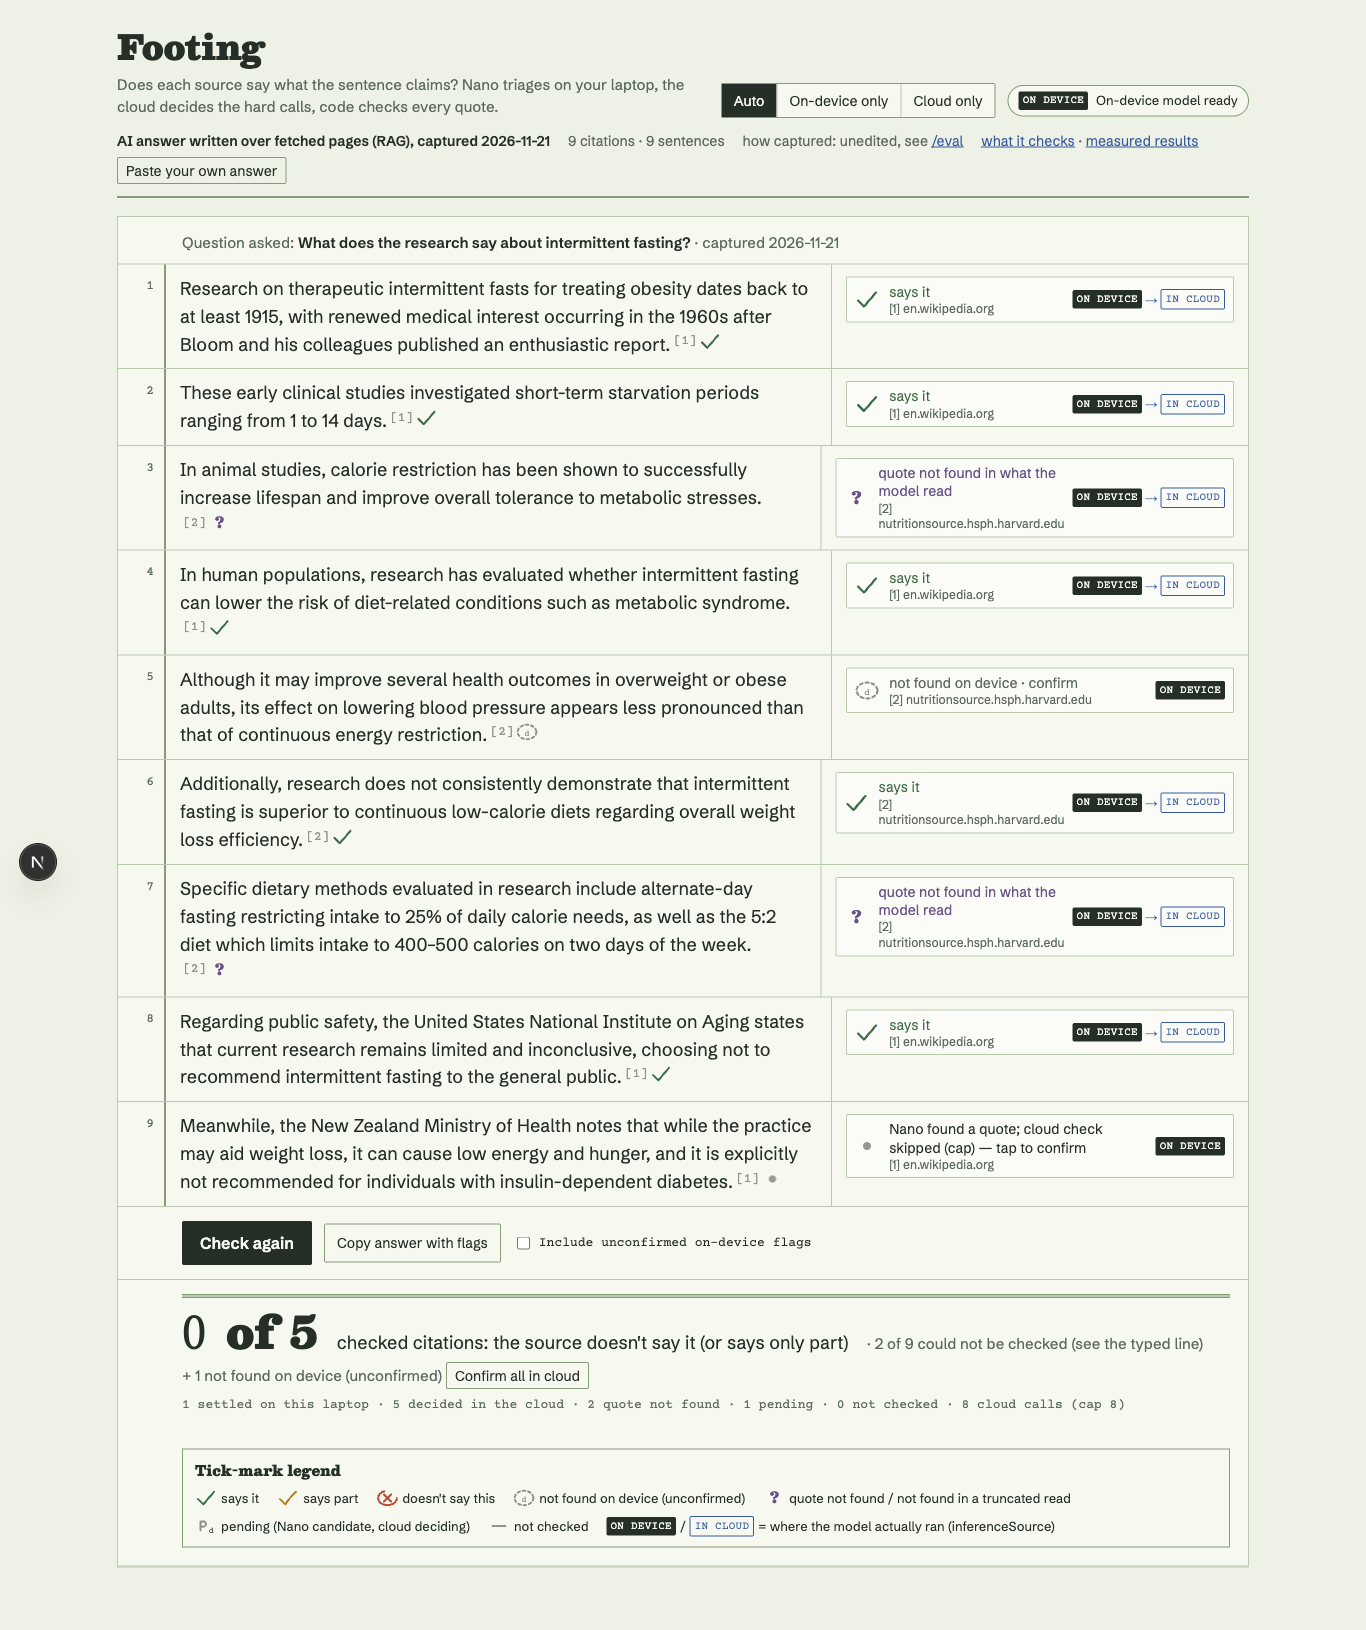 Footing
Does each source say what the sentence claims? Nano triages on your laptop, the
cloud decides the hard calls, code checks every quote.
Auto On-device only Cloud only ON DEVICE On-device model ready
AI answer written over fetched pages (RAG), captured 2026-11-21 9 citations · 9 sentences how captured: unedited, see /eval what it checks · measured results
Paste your own answer
Question asked: What does the research say about intermittent fasting? · captured 2026-11-21
1
Research on therapeutic intermittent fasts for treating obesity dates back to
at least 1915, with renewed medical interest occurring in the 1960s after
Bloom and his colleagues published an enthusiastic report. [1]
says it
[1] en.wikipedia.org
ON DEVICE → IN CLOUD
2
These early clinical studies investigated short-term starvation periods
ranging from 1 to 14 days. [1]
says it
[1] en.wikipedia.org
ON DEVICE → IN CLOUD
3
In animal studies, calorie restriction has been shown to successfully
increase lifespan and improve overall tolerance to metabolic stresses.
[2] ?
? quote not found in what the
model read
[2]
nutritionsource.hsph.harvard.edu
ON DEVICE → IN CLOUD
4
In human populations, research has evaluated whether intermittent fasting
can lower the risk of diet-related conditions such as metabolic syndrome.
[1]
says it
[1] en.wikipedia.org
ON DEVICE → IN CLOUD
5
Although it may improve several health outcomes in overweight or obese
adults, its effect on lowering blood pressure appears less pronounced than
that of continuous energy restriction. [2] d
d not found on device · confirm
[2] nutritionsource.hsph.harvard.edu
ON DEVICE
6
Additionally, research does not consistently demonstrate that intermittent
fasting is superior to continuous low-calorie diets regarding overall weight
loss efficiency. [2]
says it
[2]
nutritionsource.hsph.harvard.edu
ON DEVICE → IN CLOUD
7
Specific dietary methods evaluated in research include alternate-day
fasting restricting intake to 25% of daily calorie needs, as well as the 5:2
diet which limits intake to 400–500 calories on two days of the week.
[2] ?
? quote not found in what the
model read
[2]
nutritionsource.hsph.harvard.edu
ON DEVICE → IN CLOUD
8
Regarding public safety, the United States National Institute on Aging states
that current research remains limited and inconclusive, choosing not to
recommend intermittent fasting to the general public. [1]
says it
[1] en.wikipedia.org
ON DEVICE → IN CLOUD
9
Meanwhile, the New Zealand Ministry of Health notes that while the practice
may aid weight loss, it can cause low energy and hunger, and it is explicitly
not recommended for individuals with insulin-dependent diabetes. [1]
Nano found a quote; cloud check
skipped (cap) — tap to confirm
[1] en.wikipedia.org
ON DEVICE
N
Check again Copy answer with flags Include unconfirmed on-device flags
0 of 5 checked citations: the source doesn't say it (or says only part) · 2 of 9 could not be checked (see the typed line)
+ 1 not found on device (unconfirmed) Confirm all in cloud
1 settled on this laptop · 5 decided in the cloud · 2 quote not found · 1 pending · 0 not checked · 8 cloud calls (cap 8)
Tick-mark legend
says it says part doesn't say this d not found on device (unconfirmed) ? quote not found / not found in a truncated read
Pd pending (Nano candidate, cloud deciding) — not checked ON DEVICE / IN CLOUD = where the model actually ran (inferenceSource)